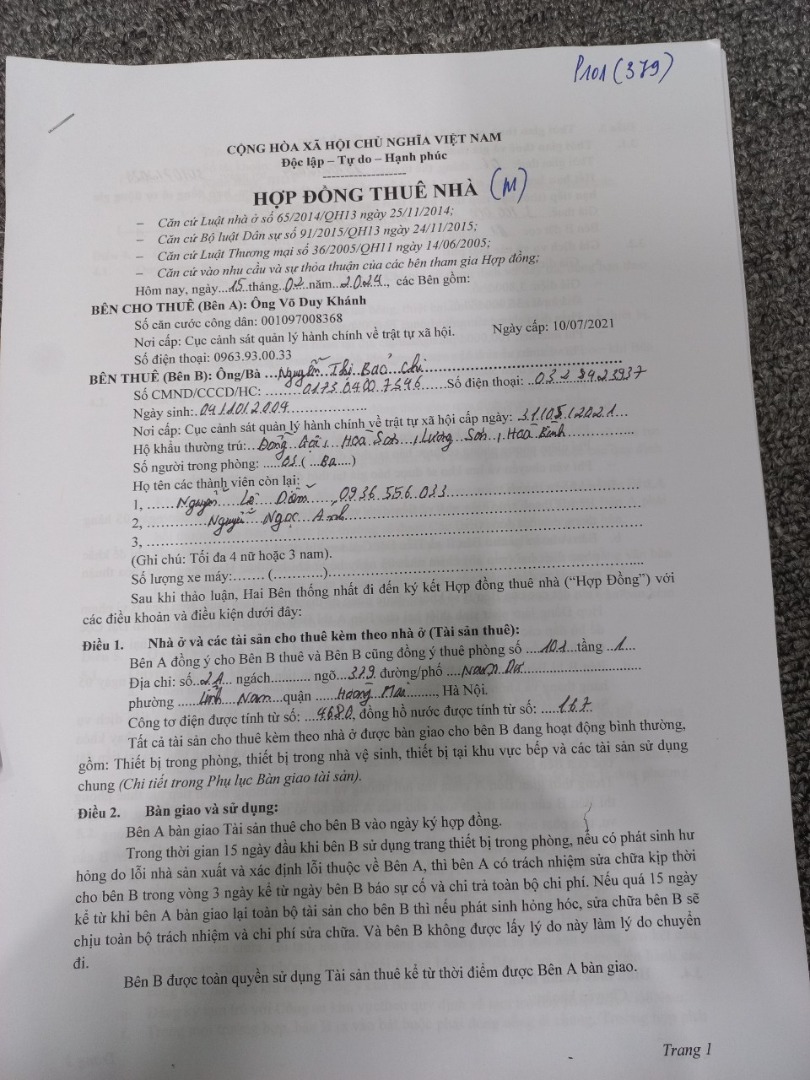 P101 (379)
CỘNG HÒA XÃ HỘI CHỦ NGHĨA VIỆT NAM
Độc lập – Tự do – Hạnh phúc
HỢP ĐỒNG THUÊ NHÀ (M)
– Căn cứ Luật nhà ở số 65/2014/QH13 ngày 25/11/2014;
– Căn cứ Bộ luật Dân sự số 91/2015/QH13 ngày 24/11/2015;
– Căn cứ Luật Thương mại số 36/2005/QH11 ngày 14/06/2005;
– Căn cứ vào nhu cầu và sự thỏa thuận của các bên tham gia Hợp đồng;
Hôm nay, ngày...15...tháng...02...năm...2024..., các Bên gồm:
BÊN CHO THUÊ (Bên A): Ông Võ Duy Khánh
Số căn cước công dân: 001097008368
Nơi cấp: Cục cảnh sát quản lý hành chính về trật tự xã hội. Ngày cấp: 10/07/2021
Số điện thoại: 0963.93.00.33
BÊN THUÊ (Bên B): Ông/Bà ...Nguyễn Thị Bảo Chi...
Số CMND/CCCD/HC: ... Số điện thoại: ...
Ngày sinh: 04/10/2004...
Nơi cấp: Cục cảnh sát quản lý hành chính về trật tự xã hội cấp ngày: 31/05/2021...
Hộ khẩu thường trú:... Hoà Sơn, Lương Sơn, Hoà Bình...
Số người trong phòng: .....03.(...Ba....)
Họ tên các thành viên còn lại:
1, ......Nguyễn... 0936.556.033...
2, ......Nguyễn Ngọc Anh...
3, ......
(Ghi chú: Tối đa 4 nữ hoặc 3 nam).
Số lượng xe máy:....... (............)......
Sau khi thảo luận, Hai Bên thống nhất đi đến ký kết Hợp đồng thuê nhà (“Hợp Đồng”) với
các điều khoản và điều kiện dưới đây:
Điều 1. Nhà ở và các tài sản cho thuê kèm theo nhà ở (Tài sản thuê):
Bên A đồng ý cho Bên B thuê và Bên B cũng đồng ý thuê phòng số ....101...tầng ..1....
Địa chỉ: số..2A... ngách........... ngõ...379. đường/phố ....Nam Dư...
phường ......Lĩnh Nam...quận ......Hoàng Mai........, Hà Nội.
Công tơ điện được tính từ số: ...4680. đồng hồ nước được tính từ số: .....167.
Tất cả tài sản cho thuê kèm theo nhà ở được bàn giao cho bên B đang hoạt động bình thường,
gồm: Thiết bị trong phòng, thiết bị trong nhà vệ sinh, thiết bị tại khu vực bếp và các tài sản sử dụng
chung (Chi tiết trong Phụ lục Bàn giao tài sản).
Điều 2. Bàn giao và sử dụng:
Bên A bàn giao Tài sản thuê cho bên B vào ngày ký hợp đồng.
Trong thời gian 15 ngày đầu khi bên B sử dụng trang thiết bị trong phòng, nếu có phát sinh hư
hỏng do lỗi nhà sản xuất và xác định lỗi thuộc về Bên A, thì bên A có trách nhiệm sửa chữa kịp thời
cho bên B trong vòng 3 ngày kể từ ngày bên B báo sự cố và chi trả toàn bộ chi phí. Nếu quá 15 ngày
kể từ khi bên A bàn giao lại toàn bộ tài sản cho bên B thì nếu phát sinh hỏng hóc, sửa chữa bên B sẽ
chịu toàn bộ trách nhiệm và chi phí sửa chữa. Và bên B không được lấy lý do này làm lý do chuyển
đi.
Bên B được toàn quyền sử dụng Tài sản thuê kể từ thời điểm được Bên A bàn giao.
Trang 1